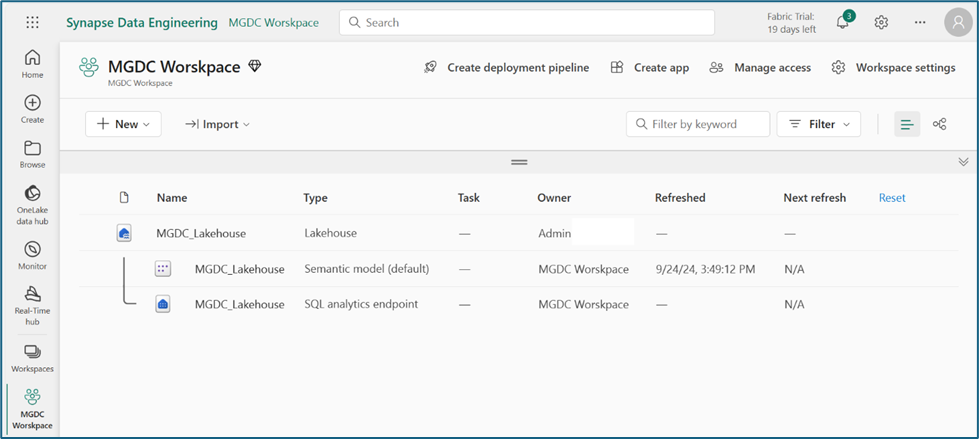 Synapse Data Engineering MGDC Worskpace Search Fabric Trial: 3
19 days left
Home
Create
Browse
OneLake
data hub
Monitor
Real-Time
hub
Workspaces
MGDC
Worskpace
MGDC Worskpace Create deployment pipeline Create app Manage access Workspace settings
MGDC Workspace
New Import Filter by keyword Filter
Name Type Task Owner Refreshed Next refresh Reset
MGDC_Lakehouse Lakehouse — Admin — —
MGDC_Lakehouse Semantic model (default) — MGDC Worskpace 9/24/24, 3:49:12 PM N/A
MGDC_Lakehouse SQL analytics endpoint — MGDC Worskpace — N/A